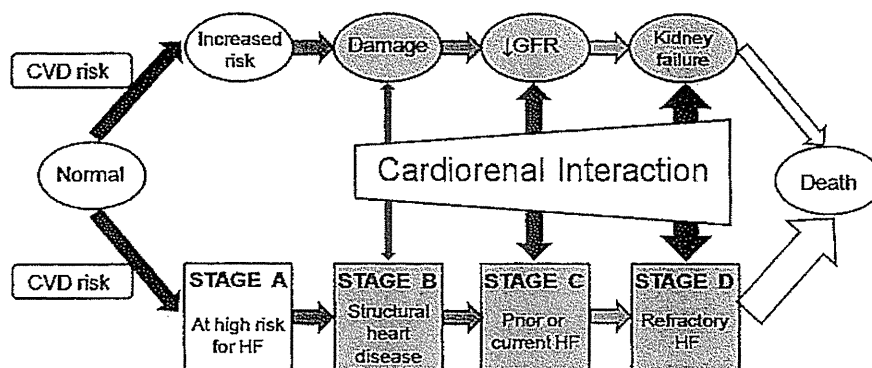 Increased
risk
Damage
↓GFR
Kidney
failure
CVD risk
Normal
Cardiorenal Interaction
Death
CVD risk
STAGE A
At high risk
for HF
STAGE B
Structural
heart
disease
STAGE C
Prior or
current HF
STAGE D
Refractory
HF